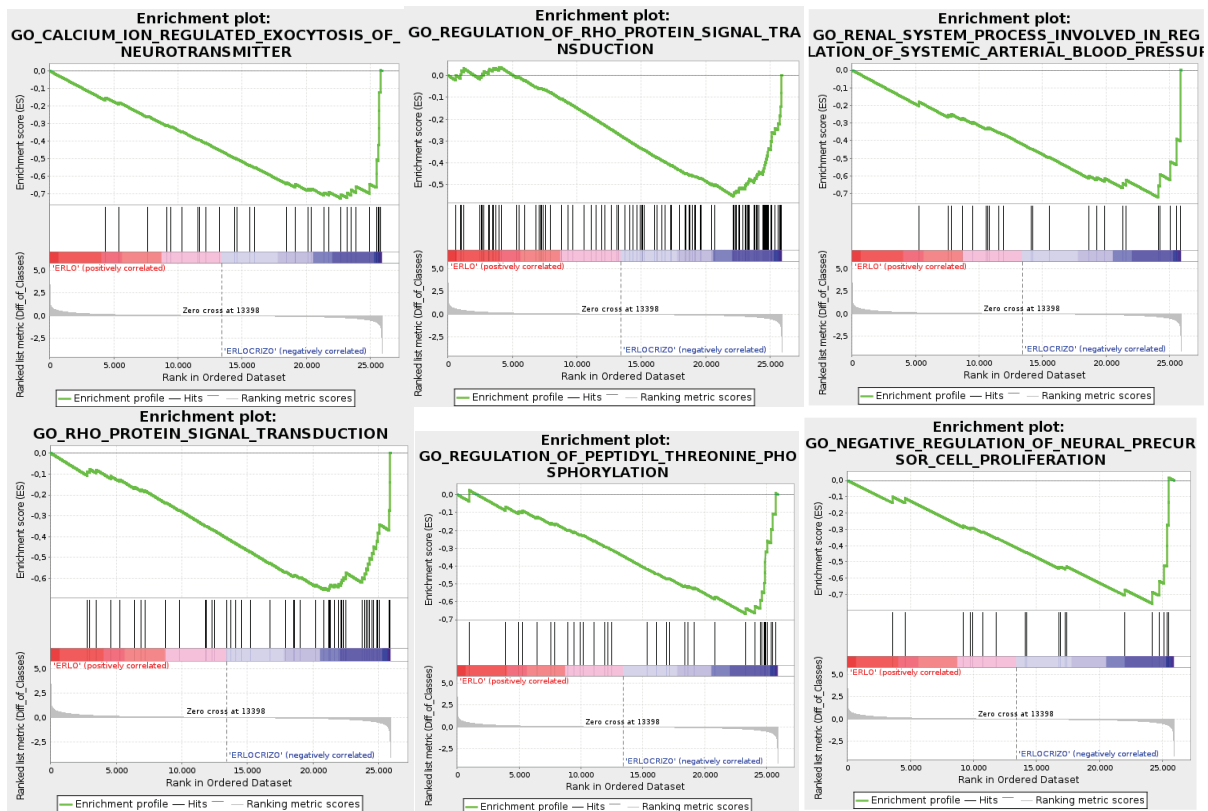 Enrichment plot:
GO_CALCIUM_ION_REGULATED_EXOCYTOSIS_OF_
NEUROTRANSMITTER
Enrichment score (ES)
0,0
-0,1
-0,2
-0,3
-0,4
-0,5
-0,6
-0,7
'ERLO' (positively correlated)
Ranked list metric (Diff_of_Classes)
5,0
2,5
0,0
-2,5
Zero cross at 13398
'ERLOCRIZO' (negatively correlated)
0 5.000 10.000 15.000 20.000 25.000
Rank in Ordered Dataset
Enrichment profile Hits Ranking metric scores
Enrichment plot:
GO_REGULATION_OF_RHO_PROTEIN_SIGNAL_TRA
NSDUCTION
Enrichment score (ES)
0,0
-0,1
-0,2
-0,3
-0,4
-0,5
'ERLO' (positively correlated)
Ranked list metric (Diff_of_Classes)
5,0
2,5
0,0
-2,5
Zero cross at 13398
'ERLOCRIZO' (negatively correlated)
0 5.000 10.000 15.000 20.000 25.000
Rank in Ordered Dataset
Enrichment profile Hits Ranking metric scores
Enrichment plot:
GO_RENAL_SYSTEM_PROCESS_INVOLVED_IN_REG
LATION_OF_SYSTEMIC_ARTERIAL_BLOOD_PRESSUR
Enrichment score (ES)
0,0
-0,1
-0,2
-0,3
-0,4
-0,5
-0,6
-0,7
'ERLO' (positively correlated)
Ranked list metric (Diff_of_Classes)
5,0
2,5
0,0
-2,5
Zero cross at 13398
'ERLOCRIZO' (negatively correlated)
0 5.000 10.000 15.000 20.000 25.000
Rank in Ordered Dataset
Enrichment profile Hits Ranking metric scores
Enrichment plot:
GO_RHO_PROTEIN_SIGNAL_TRANSDUCTION
Enrichment score (ES)
0,0
-0,1
-0,2
-0,3
-0,4
-0,5
-0,6
'ERLO' (positively correlated)
Ranked list metric (Diff_of_Classes)
5,0
2,5
0,0
-2,5
Zero cross at 13398
'ERLOCRIZO' (negatively correlated)
0 5.000 10.000 15.000 20.000 25.000
Rank in Ordered Dataset
Enrichment profile Hits Ranking metric scores
Enrichment plot:
GO_REGULATION_OF_PEPTIDYL_THREONINE_PHO
SPHORYLATION
Enrichment score (ES)
0,0
-0,1
-0,2
-0,3
-0,4
-0,5
-0,6
-0,7
'ERLO' (positively correlated)
Ranked list metric (Diff_of_Classes)
5,0
2,5
0,0
-2,5
Zero cross at 13398
'ERLOCRIZO' (negatively correlated)
0 5.000 10.000 15.000 20.000 25.000
Rank in Ordered Dataset
Enrichment profile Hits Ranking metric scores
Enrichment plot:
GO_NEGATIVE_REGULATION_OF_NEURAL_PRECUR
SOR_CELL_PROLIFERATION
Enrichment score (ES)
0,0
-0,1
-0,2
-0,3
-0,4
-0,5
-0,6
-0,7
'ERLO' (positively correlated)
Ranked list metric (Diff_of_Classes)
5,0
2,5
0,0
-2,5
Zero cross at 13398
'ERLOCRIZO' (negatively correlated)
0 5.000 10.000 15.000 20.000 25.000
Rank in Ordered Dataset
Enrichment profile Hits Ranking metric scores